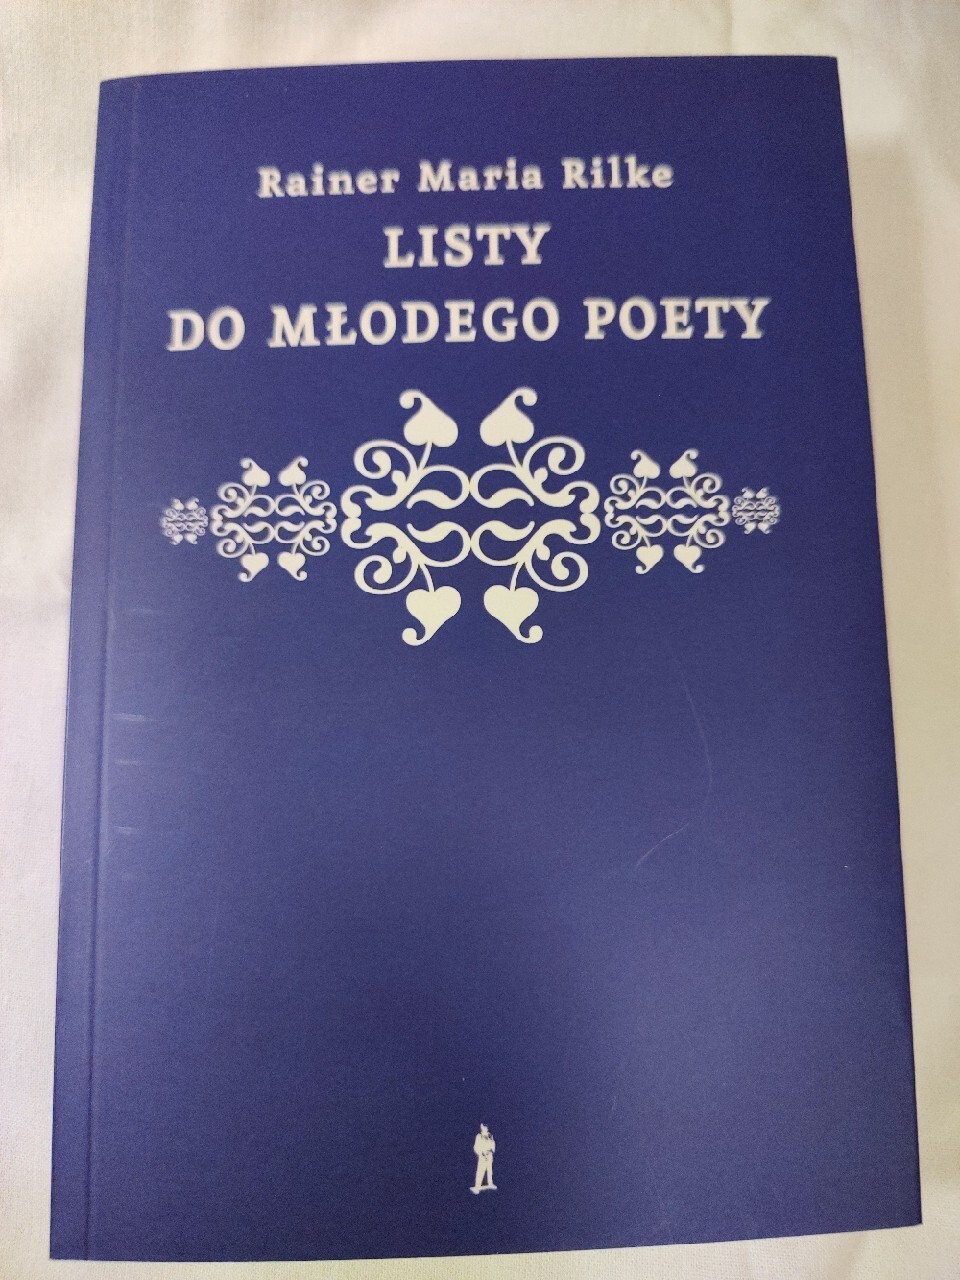 Rainer Maria Rilke
LISTY
DO MŁODEGO POETY